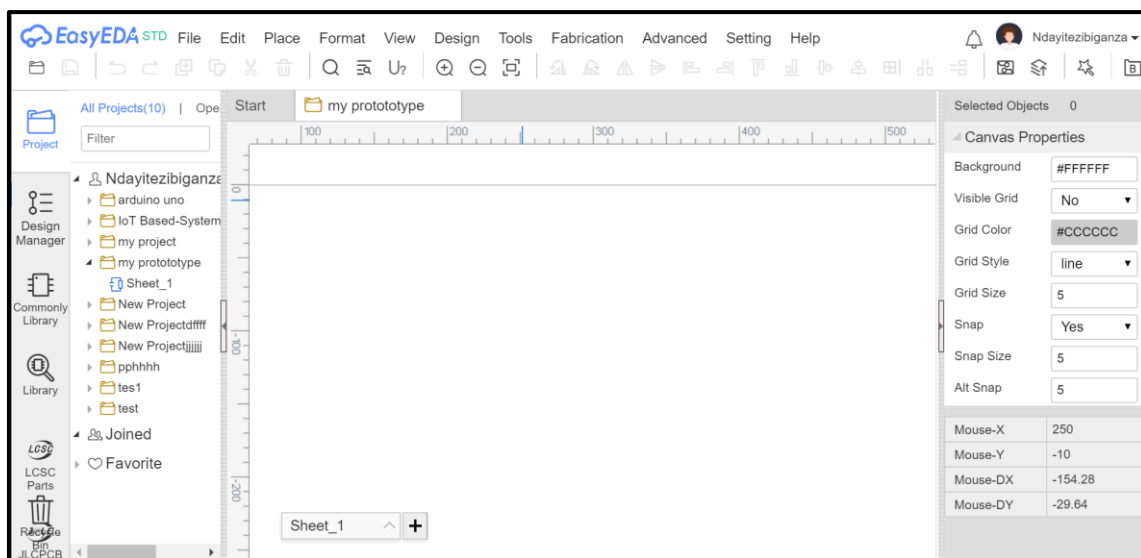 EasyEDA STD File Edit Place Format View Design Tools Fabrication Advanced Setting Help Ndayitezibiganza
All Projects(10) | Ope
Filter
Project
Design
Manager
Commonly
Library
Library
LCSC
LCSC
Parts
Bin
JLCPCB
Ndayitezibiganza
arduino uno
IoT Based-System
my project
my protototype
Sheet_1
New Project
New Projectdffff
New Projectjjjjjj
pphhhh
tes1
test
Joined
Favorite
Start my protototype
100 200 300 400 500
0
-100
-200
Sheet_1
Selected Objects 0
Canvas Properties
Background #FFFFFF
Visible Grid No
Grid Color #CCCCCC
Grid Style line
Grid Size 5
Snap Yes
Snap Size 5
Alt Snap 5
Mouse-X 250
Mouse-Y -10
Mouse-DX -154.28
Mouse-DY -29.64